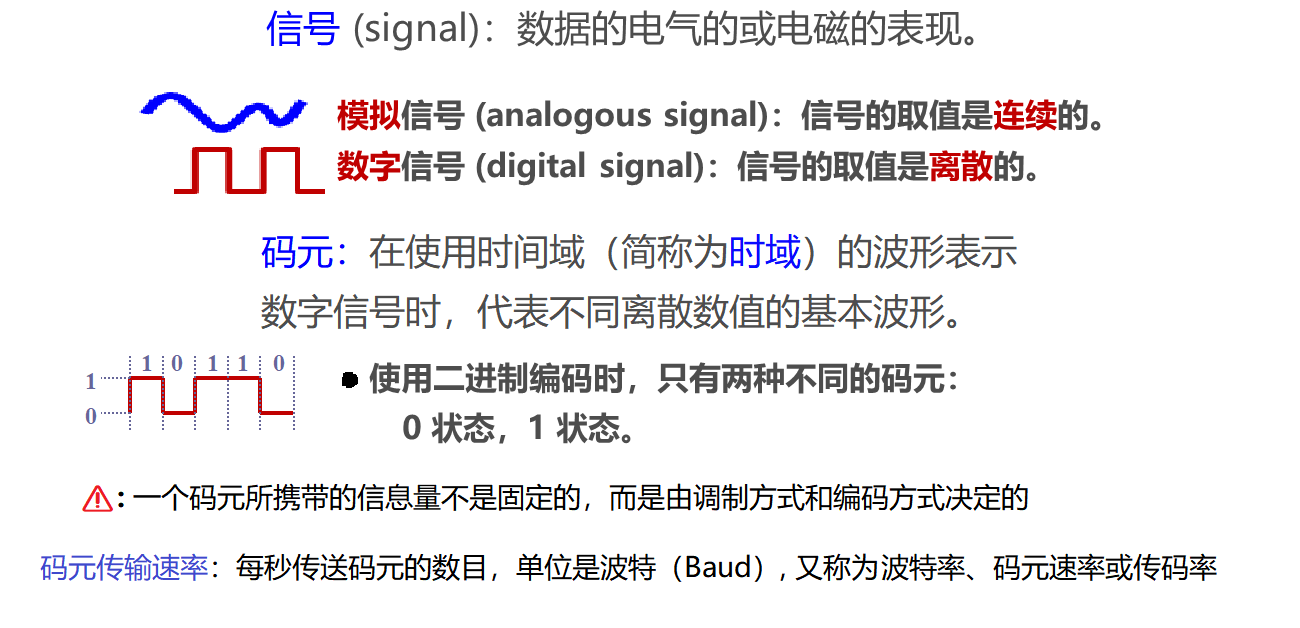 信号 (signal)：数据的电气的或电磁的表现。
模拟信号 (analogous signal)：信号的取值是连续的。
数字信号 (digital signal)：信号的取值是离散的。
码元：在使用时间域（简称为时域）的波形表示
数字信号时，代表不同离散数值的基本波形。
1 0 1 1 0
1
0
● 使用二进制编码时，只有两种不同的码元：
0 状态，1 状态。
⚠：一个码元所携带的信息量不是固定的，而是由调制方式和编码方式决定的
码元传输速率：每秒传送码元的数目，单位是波特（Baud）, 又称为波特率、码元速率或传码率